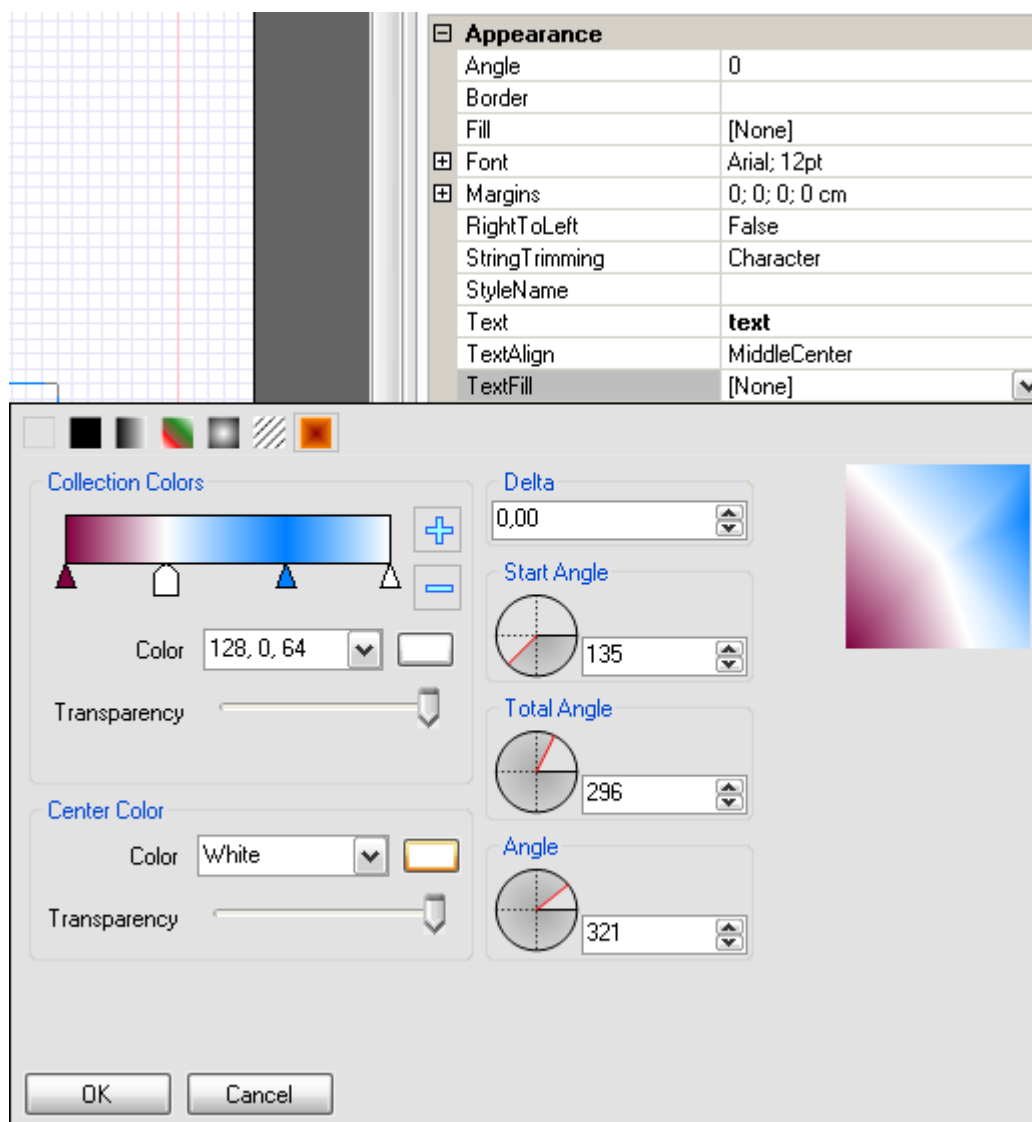 Appearance
Angle 0
Border
Fill [None]
Font Arial; 12pt
Margins 0; 0; 0; 0 cm
RightToLeft False
StringTrimming Character
StyleName
Text text
TextAlign MiddleCenter
TextFill [None]
Collection Colors
Color 128, 0, 64
Transparency
Center Color
Color White
Transparency
Delta
0,00
Start Angle
135
Total Angle
296
Angle
321
OK Cancel